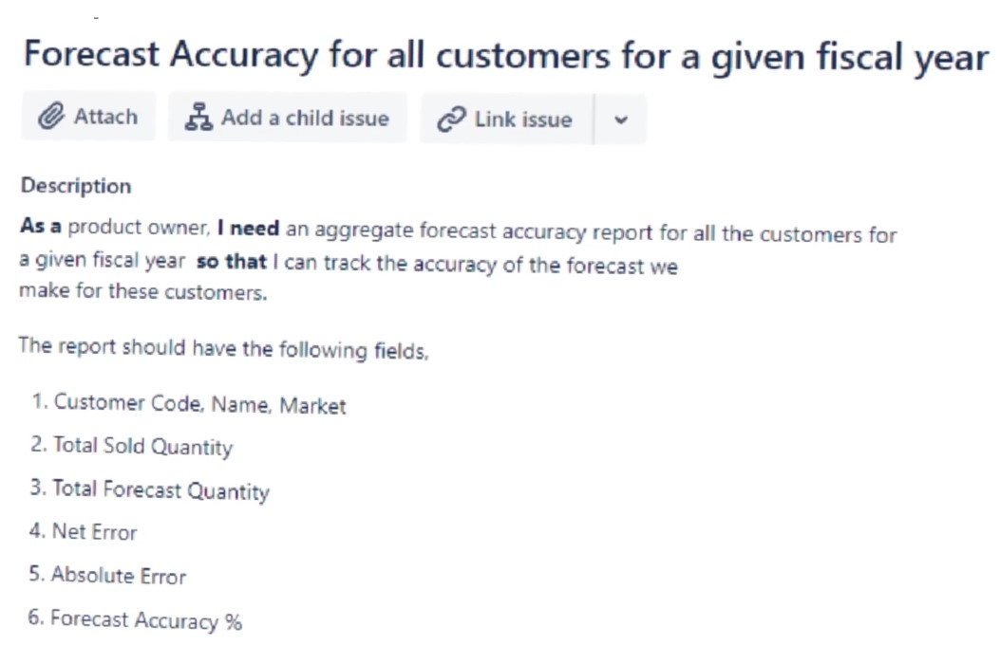 Forecast Accuracy for all customers for a given fiscal year
Attach Add a child issue Link issue
Description
As a product owner, I need an aggregate forecast accuracy report for all the customers for
a given fiscal year so that I can track the accuracy of the forecast we
make for these customers.
The report should have the following fields,
1. Customer Code, Name, Market
2. Total Sold Quantity
3. Total Forecast Quantity
4. Net Error
5. Absolute Error
6. Forecast Accuracy %